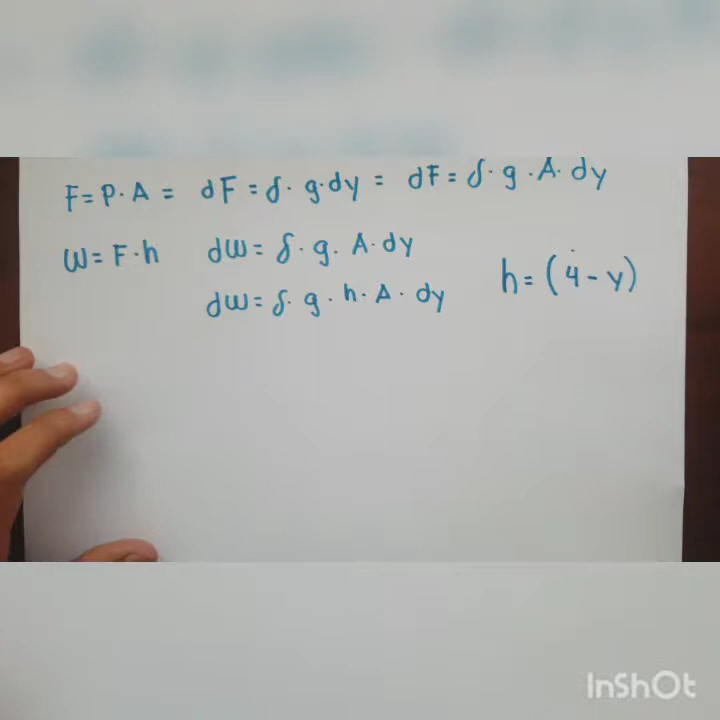 F = P · A = dF = δ · g · dy = dF = δ · g · A · dy
W = F · h dW = δ · g · A · dy
dW = δ · g · h · A · dy
h = (4 - y)
InShOt